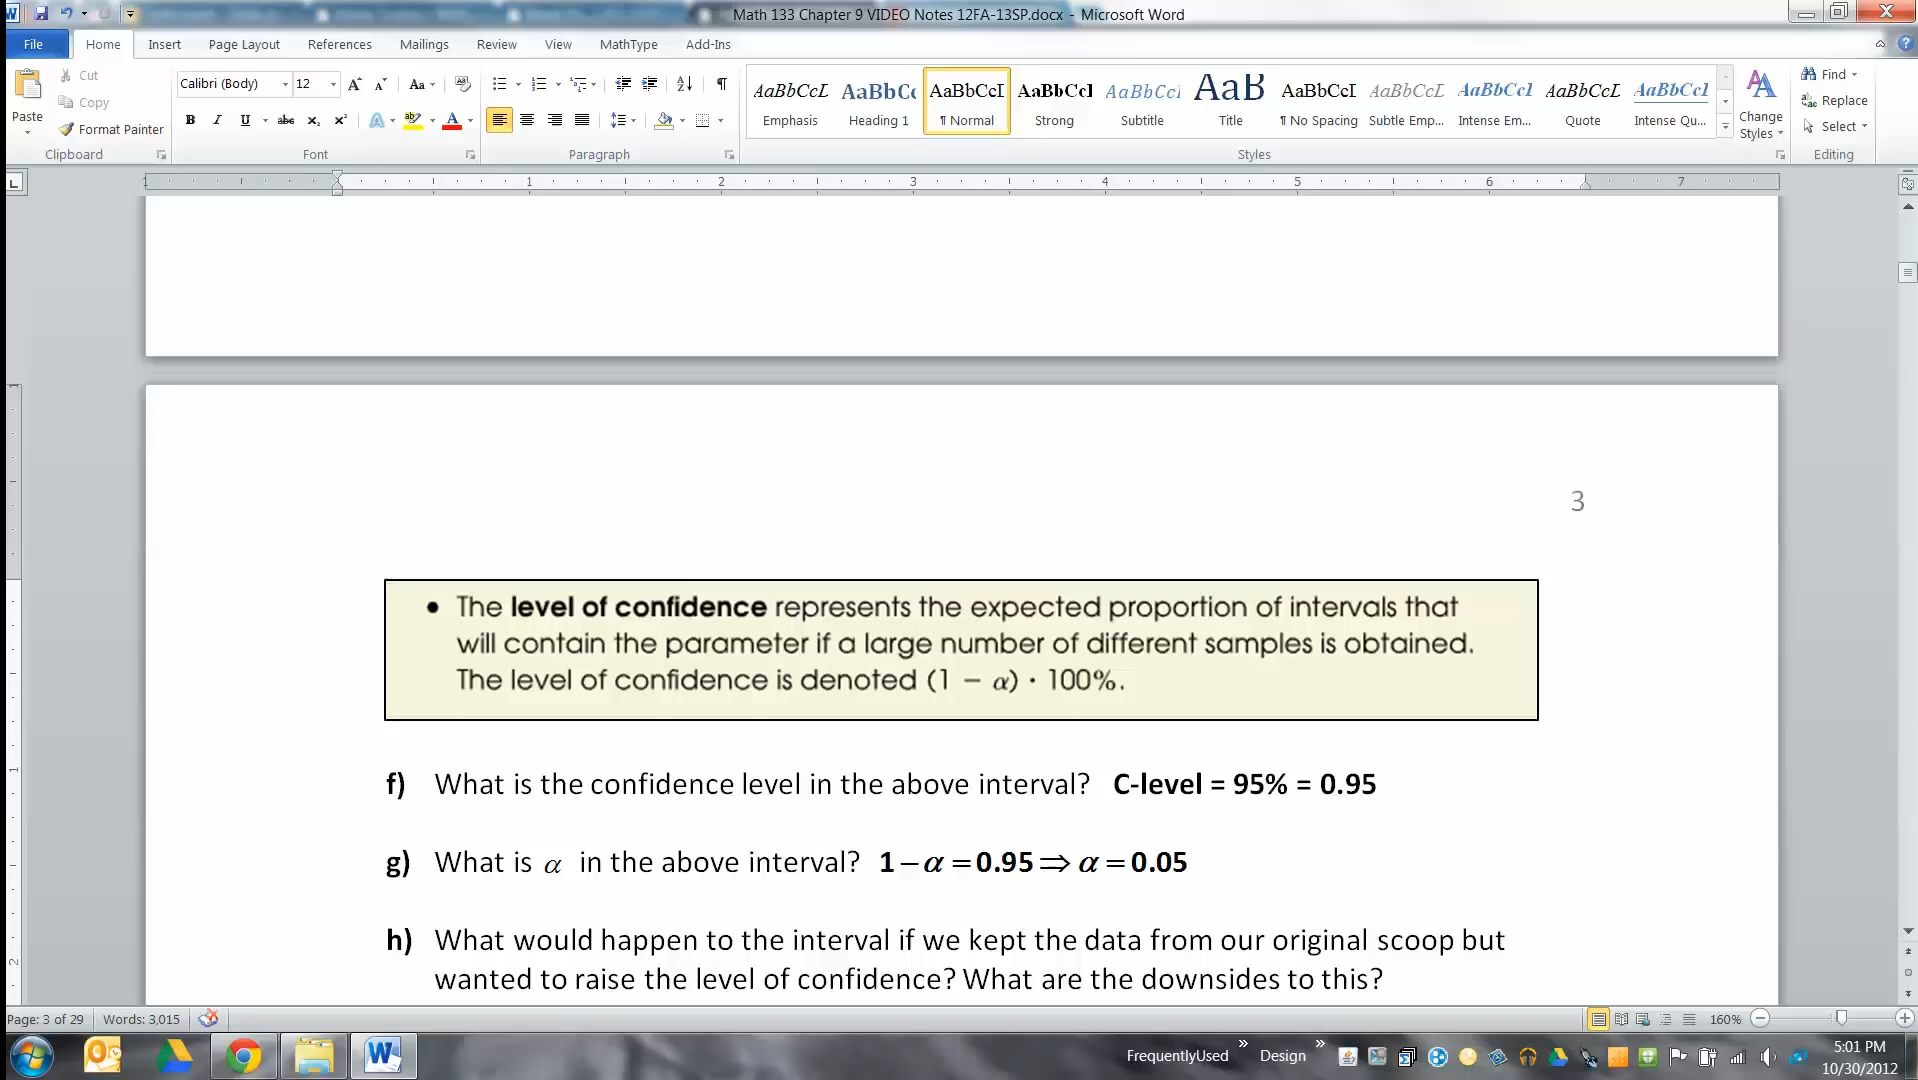 Math 133 Chapter 9 VIDEO Notes 12FA-13SP.docx - Microsoft Word
File Home Insert Page Layout References Mailings Review View MathType Add-Ins
Paste
Cut
Copy
Format Painter
Clipboard
Calibri (Body) 12
B I U abc x₂ x²
Font
Paragraph
AaBbCcL AaBbCc AaBbCcI AaBbCcl AaBbCcl AaB AaBbCcI AaBbCcL AaBbCcl AaBbCcL AaBbCcl
Emphasis Heading 1 ¶ Normal Strong Subtitle Title ¶ No Spacing Subtle Emp... Intense Em... Quote Intense Qu...
Change Styles
Styles
Find
Replace
Select
Editing
1 1 2 3 4 5 6 7
3
• The level of confidence represents the expected proportion of intervals that
will contain the parameter if a large number of different samples is obtained.
The level of confidence is denoted (1 − α) · 100%.
f) What is the confidence level in the above interval? C-level = 95% = 0.95
g) What is α in the above interval? 1 − α = 0.95 ⇒ α = 0.05
h) What would happen to the interval if we kept the data from our original scoop but
wanted to raise the level of confidence? What are the downsides to this?
Page: 3 of 29 Words: 3,015 160%
FrequentlyUsed » Design »
5:01 PM
10/30/2012